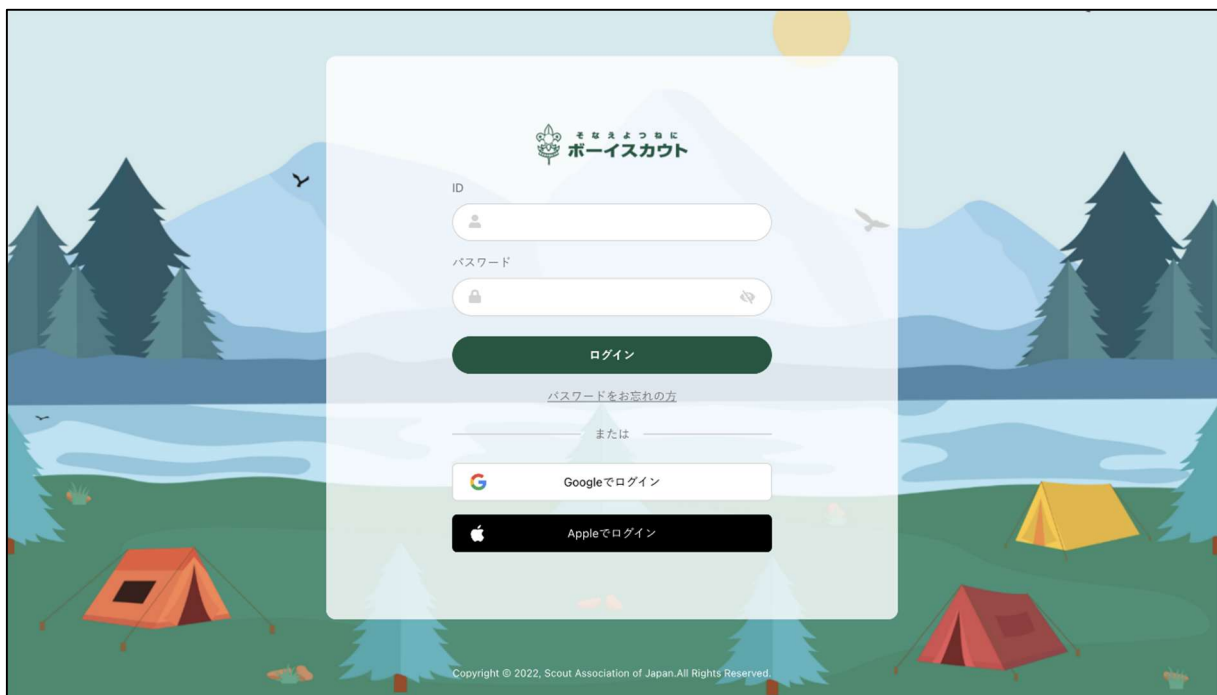 そなえよつねに
ボーイスカウト
ID
パスワード
ログイン
パスワードをお忘れの方
または
Googleでログイン
Appleでログイン
Copyright © 2022, Scout Association of Japan.All Rights Reserved.